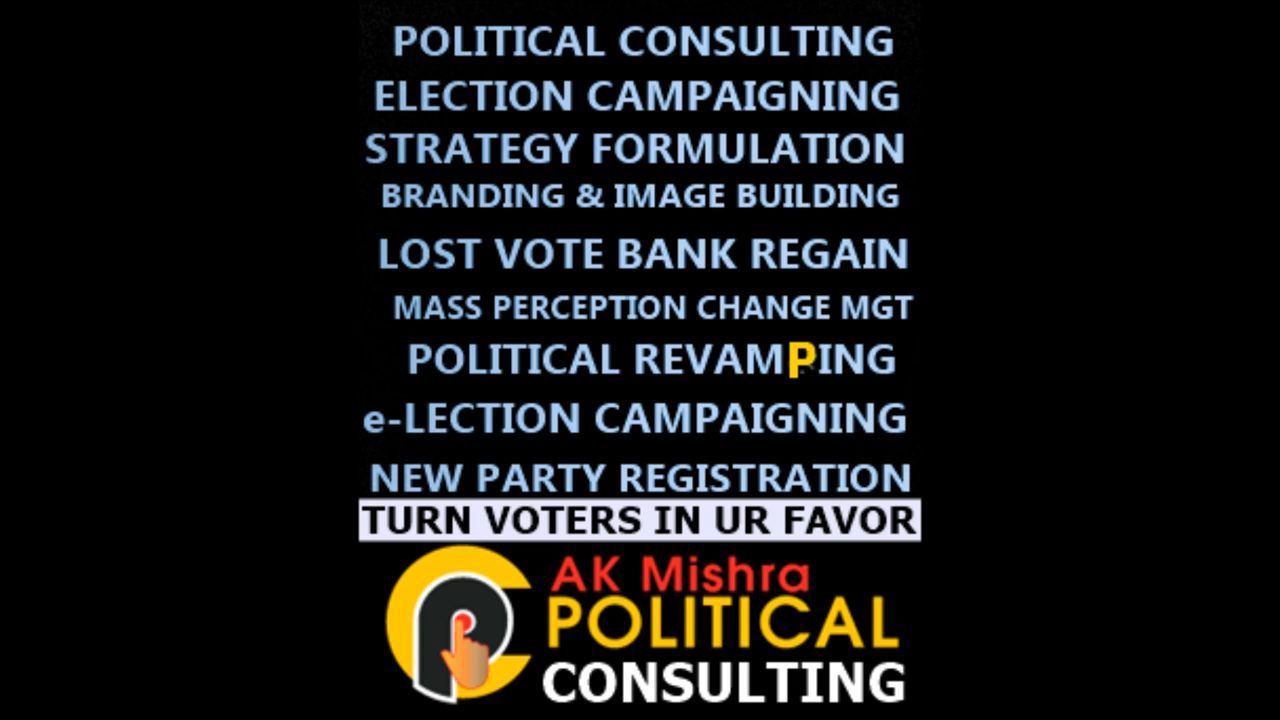 POLITICAL CONSULTING
ELECTION CAMPAIGNING
STRATEGY FORMULATION
BRANDING & IMAGE BUILDING
LOST VOTE BANK REGAIN
MASS PERCEPTION CHANGE MGT
POLITICAL REVAMPING
e-LECTION CAMPAIGNING
NEW PARTY REGISTRATION
TURN VOTERS IN UR FAVOR
AK Mishra
POLITICAL
CONSULTING